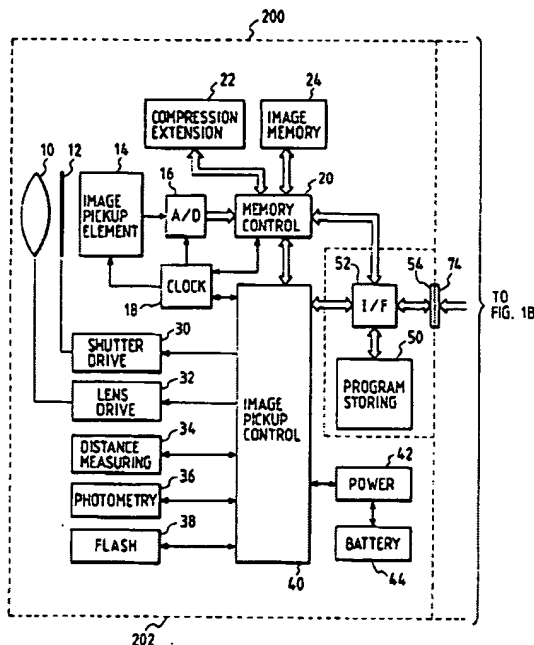 200
22
24
COMPRESSION
EXTENSION
IMAGE
MEMORY
10
12
14
16
20
IMAGE
PICKUP
ELEMENT
A/D
MEMORY
CONTROL
52
54
74
CLOCK
18
I/F
TO
FIG. 1B
30
SHUTTER
DRIVE
50
PROGRAM
STORING
32
LENS
DRIVE
IMAGE
PICKUP
CONTROL
34
DISTANCE
MEASURING
42
POWER
36
PHOTOMETRY
38
FLASH
BATTERY
44
40
202